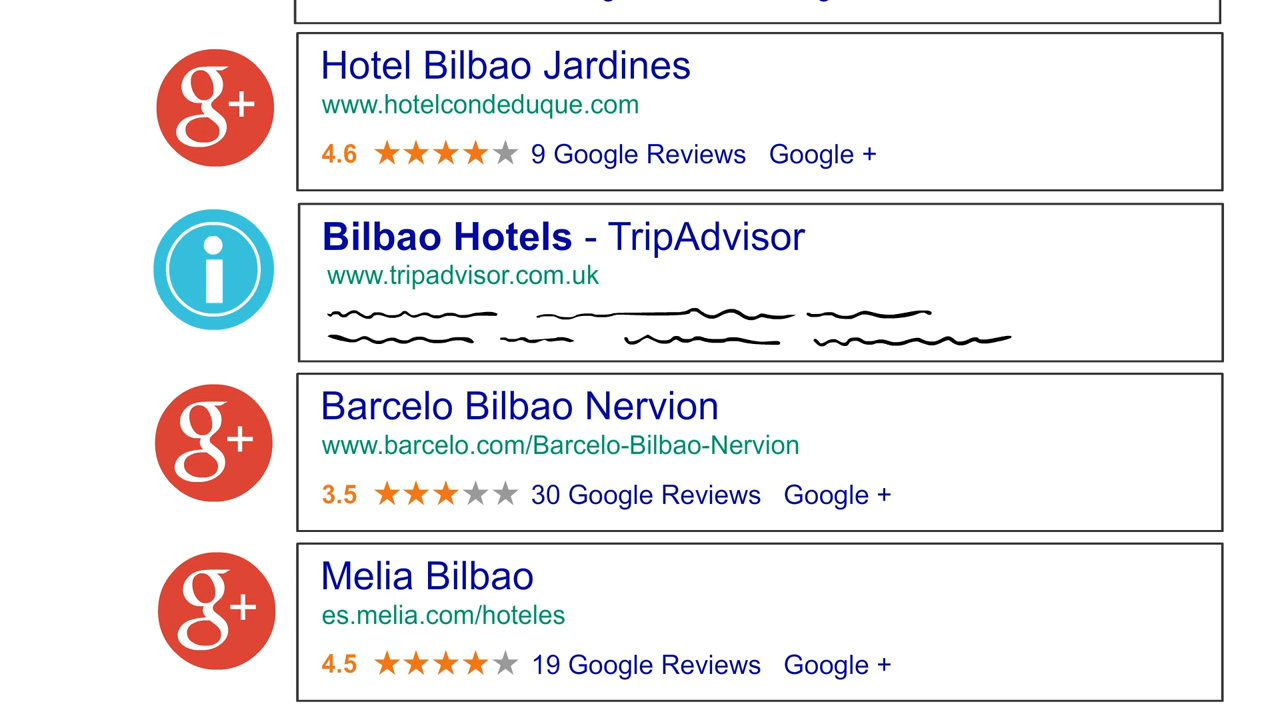 g+
Hotel Bilbao Jardines
www.hotelcondeduque.com
4.6 ★★★★★ 9 Google Reviews Google +
i
Bilbao Hotels - TripAdvisor
www.tripadvisor.com.uk
g+
Barcelo Bilbao Nervion
www.barcelo.com/Barcelo-Bilbao-Nervion
3.5 ★★★★★ 30 Google Reviews Google +
g+
Melia Bilbao
es.melia.com/hoteles
4.5 ★★★★★ 19 Google Reviews Google +